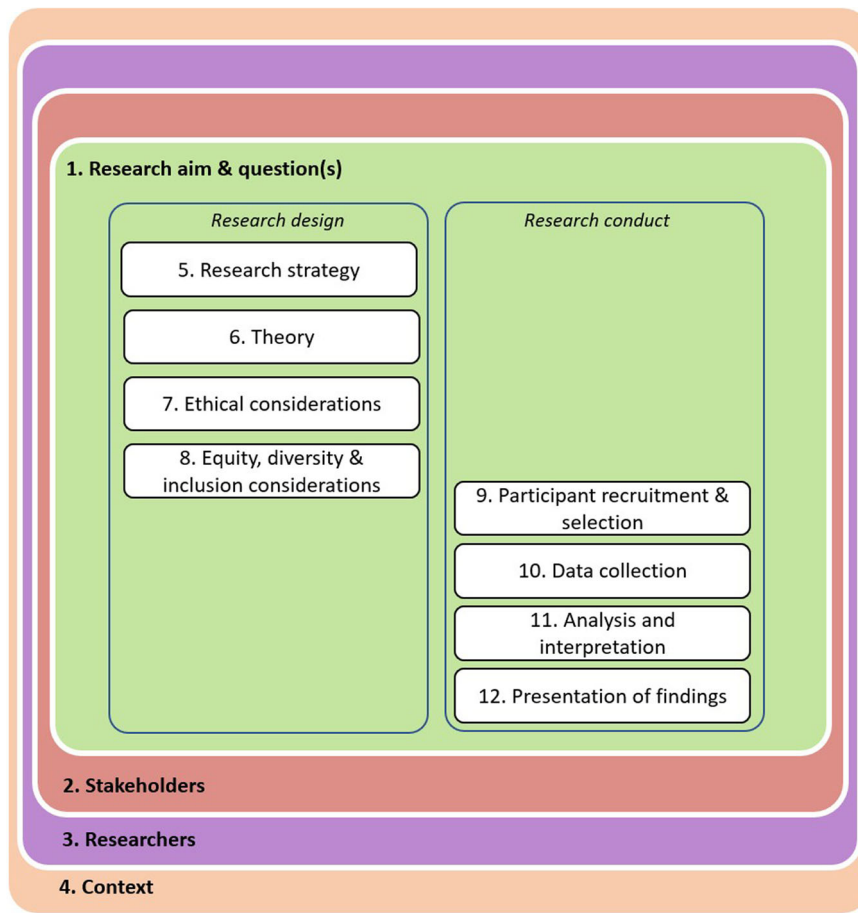 1. Research aim & question(s)
Research design
5. Research strategy
6. Theory
7. Ethical considerations
8. Equity, diversity &
inclusion considerations
Research conduct
9. Participant recruitment &
selection
10. Data collection
11. Analysis and
interpretation
12. Presentation of findings
2. Stakeholders
3. Researchers
4. Context